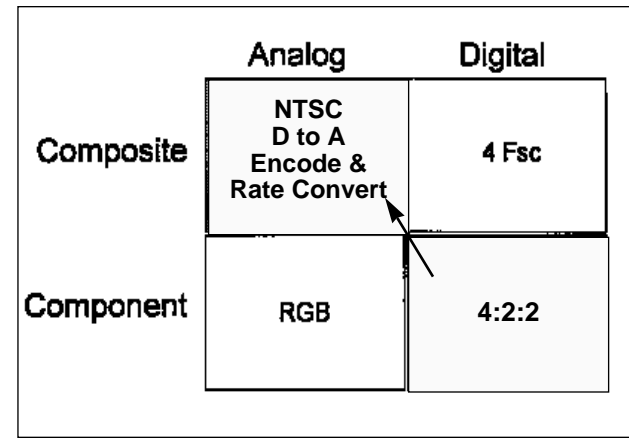 Analog Digital
Composite
NTSC
D to A
Encode &
Rate Convert
4 Fsc
Component
RGB
4:2:2